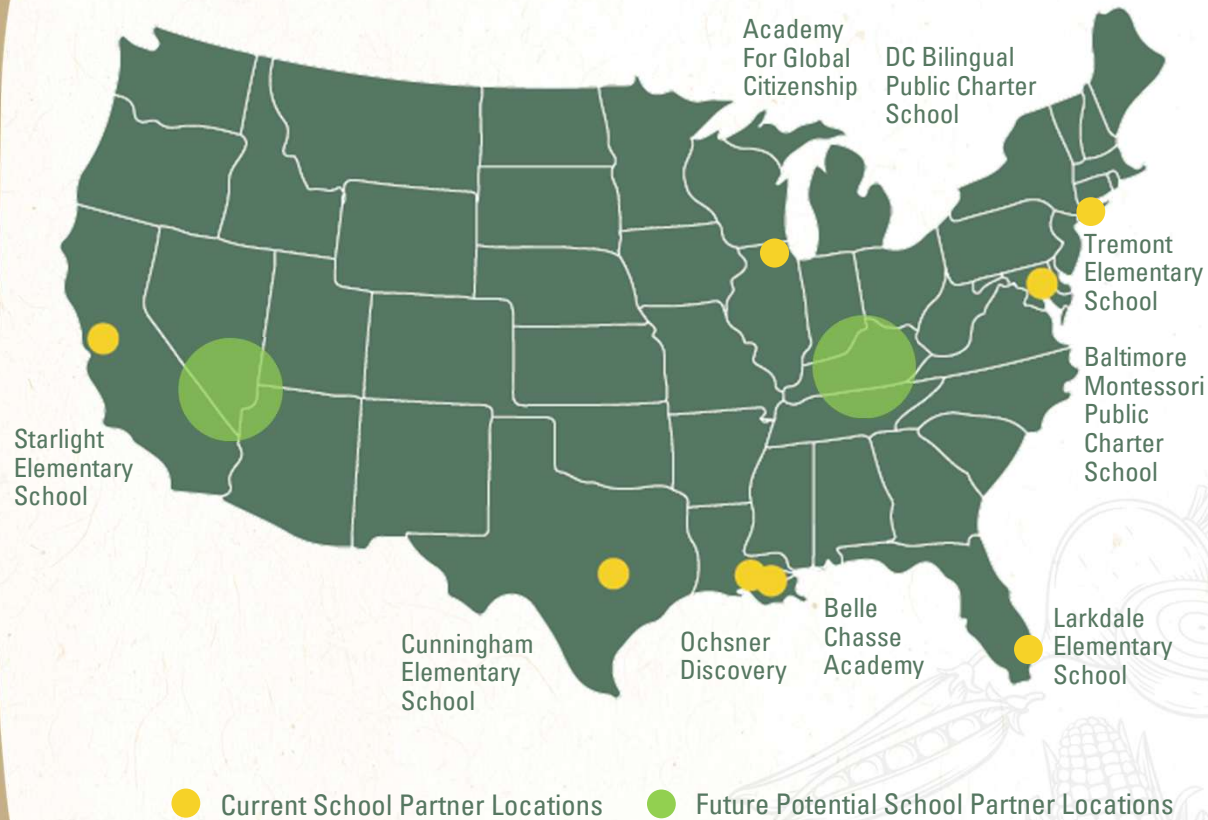 Academy
For Global
Citizenship
DC Bilingual
Public Charter
School
Tremont
Elementary
School
Baltimore
Montessori
Public
Charter
School
Starlight
Elementary
School
Cunningham
Elementary
School
Ochsner
Discovery
Belle
Chasse
Academy
Larkdale
Elementary
School
Current School Partner Locations
Future Potential School Partner Locations